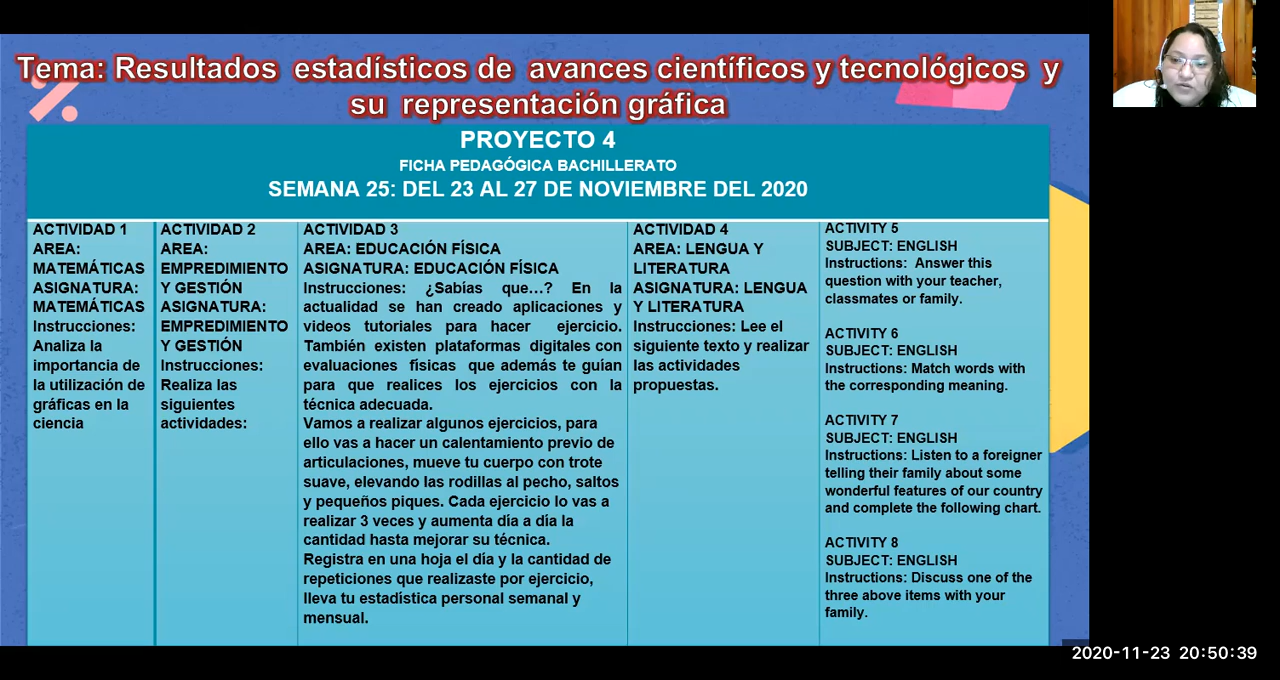 Tema: Resultados estadísticos de avances científicos y tecnológicos y
su representación gráfica
PROYECTO 4
FICHA PEDAGÓGICA BACHILLERATO
SEMANA 25: DEL 23 AL 27 DE NOVIEMBRE DEL 2020
ACTIVIDAD 1
AREA:
MATEMÁTICAS
ASIGNATURA:
MATEMÁTICAS
Instrucciones:
Analiza la
importancia de
la utilización de
gráficas en la
ciencia
ACTIVIDAD 2
AREA:
EMPREDIMIENTO
Y GESTIÓN
ASIGNATURA:
EMPREDIMIENTO
Y GESTIÓN
Instrucciones:
Realiza las
siguientes
actividades:
ACTIVIDAD 3
AREA: EDUCACIÓN FÍSICA
ASIGNATURA: EDUCACIÓN FÍSICA
Instrucciones: ¿Sabías que…? En la
actualidad se han creado aplicaciones y
videos tutoriales para hacer ejercicio.
También existen plataformas digitales con
evaluaciones físicas que además te guían
para que realices los ejercicios con la
técnica adecuada.
Vamos a realizar algunos ejercicios, para
ello vas a hacer un calentamiento previo de
articulaciones, mueve tu cuerpo con trote
suave, elevando las rodillas al pecho, saltos
y pequeños piques. Cada ejercicio lo vas a
realizar 3 veces y aumenta día a día la
cantidad hasta mejorar su técnica.
Registra en una hoja el día y la cantidad de
repeticiones que realizaste por ejercicio,
lleva tu estadística personal semanal y
mensual.
ACTIVIDAD 4
AREA: LENGUA Y
LITERATURA
ASIGNATURA: LENGUA
Y LITERATURA
Instrucciones: Lee el
siguiente texto y realizar
las actividades
propuestas.
ACTIVITY 5
SUBJECT: ENGLISH
Instructions: Answer this
question with your teacher,
classmates or family.
ACTIVITY 6
SUBJECT: ENGLISH
Instructions: Match words with
the corresponding meaning.
ACTIVITY 7
SUBJECT: ENGLISH
Instructions: Listen to a foreigner
telling their family about some
wonderful features of our country
and complete the following chart.
ACTIVITY 8
SUBJECT: ENGLISH
Instructions: Discuss one of the
three above items with your
family.
2020-11-23 20:50:39